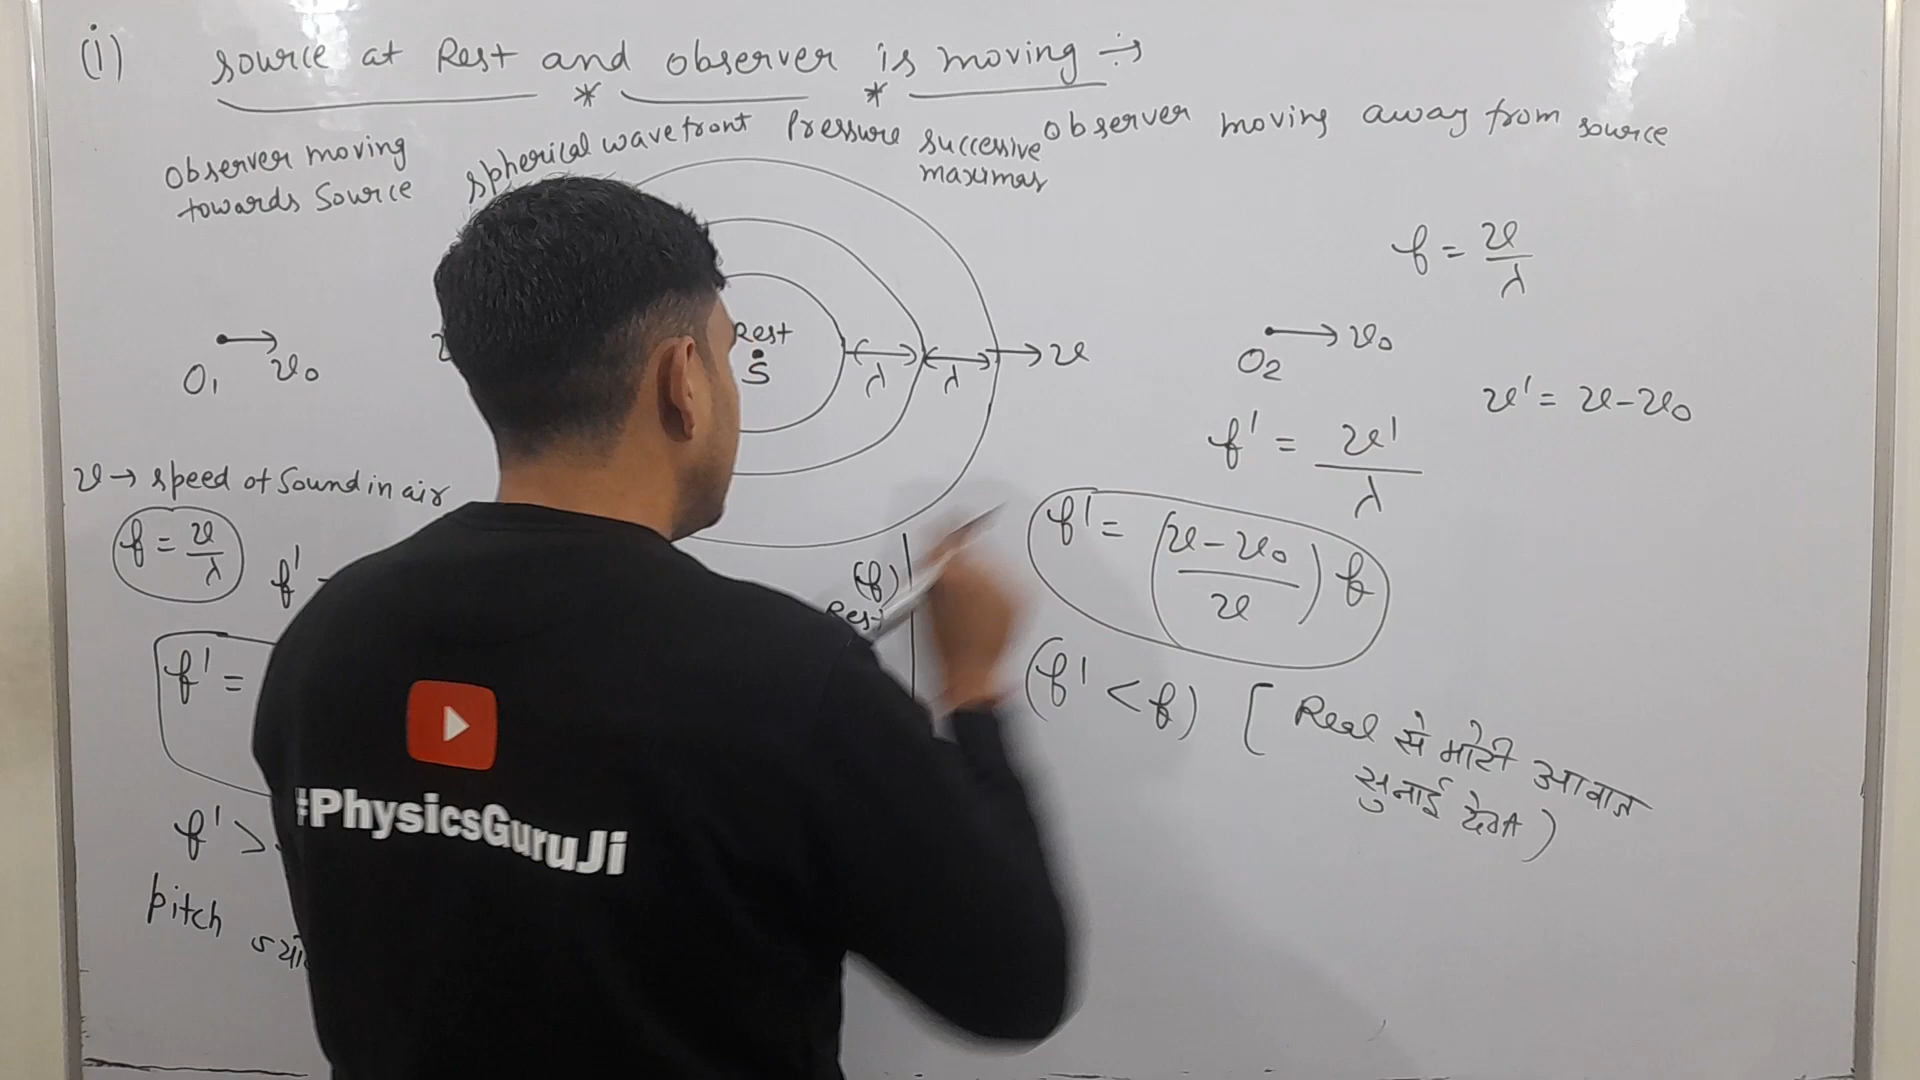 (i) source at Rest and observer is moving :→
* *
observer moving
towards Source
spherical wavefront
Pressure successive
maximas
observer moving away from source
f = v/λ
Rest
S
λ λ
→ v
O₁ → v₀
O₂ → v₀
v' = v - v₀
f' = v'/λ
v → speed of Sound in air
f = v/λ
f'
(f)
Rest
f' =
f' = (v - v₀ / v) f
(f' < f) [ Real से मोटी आवाज
सुनाई देगा )
f' >
pitch
#PhysicsGuruJi